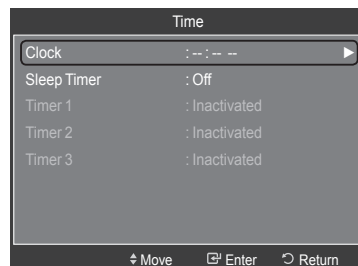 Time
Clock : -- : -- --
Sleep Timer : Off
Timer 1 : Inactivated
Timer 2 : Inactivated
Timer 3 : Inactivated
Move Enter Return